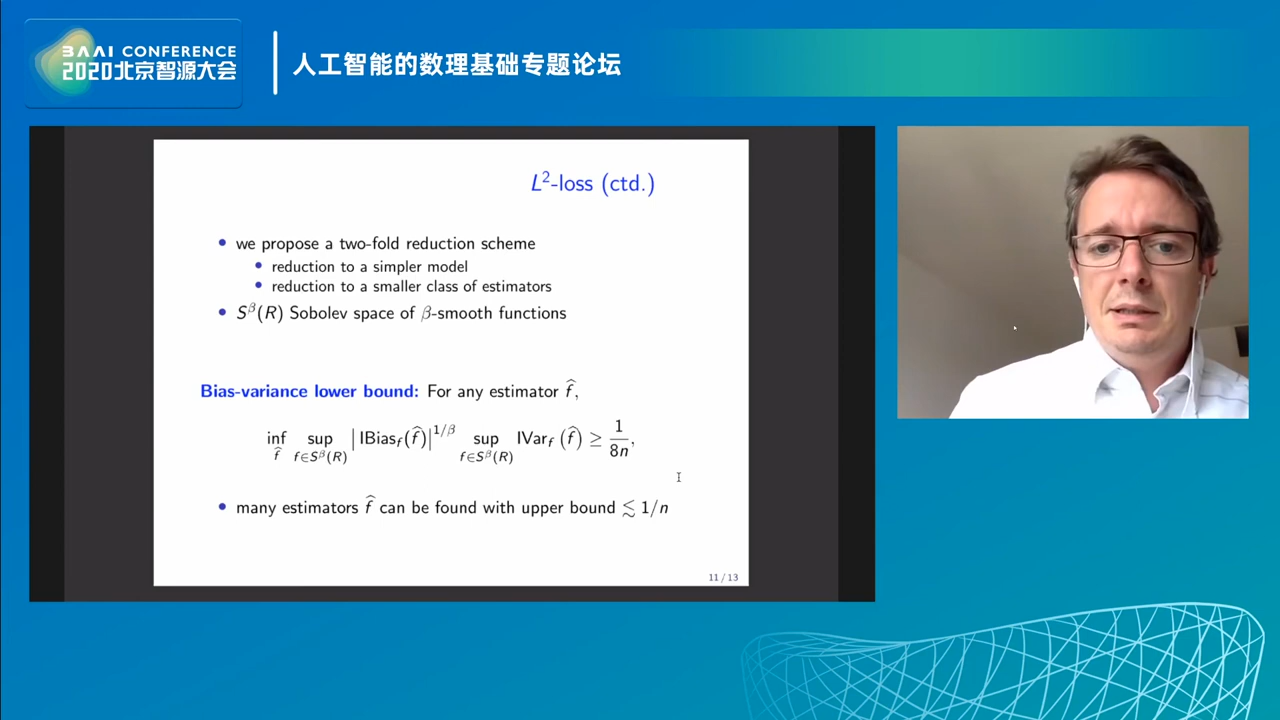 BAAI CONFERENCE
2020北京智源大会
人工智能的数理基础专题论坛
L²-loss (ctd.)
• we propose a two-fold reduction scheme
• reduction to a simpler model
• reduction to a smaller class of estimators
• S^β(R) Sobolev space of β-smooth functions
Bias-variance lower bound: For any estimator f̂,
inf_{f̂} sup_{f∈S^β(R)} |IBias_f(f̂)|^{1/β} sup_{f∈S^β(R)} IVar_f(f̂) ≥ 1/8n,
• many estimators f̂ can be found with upper bound ≲ 1/n
11 / 13